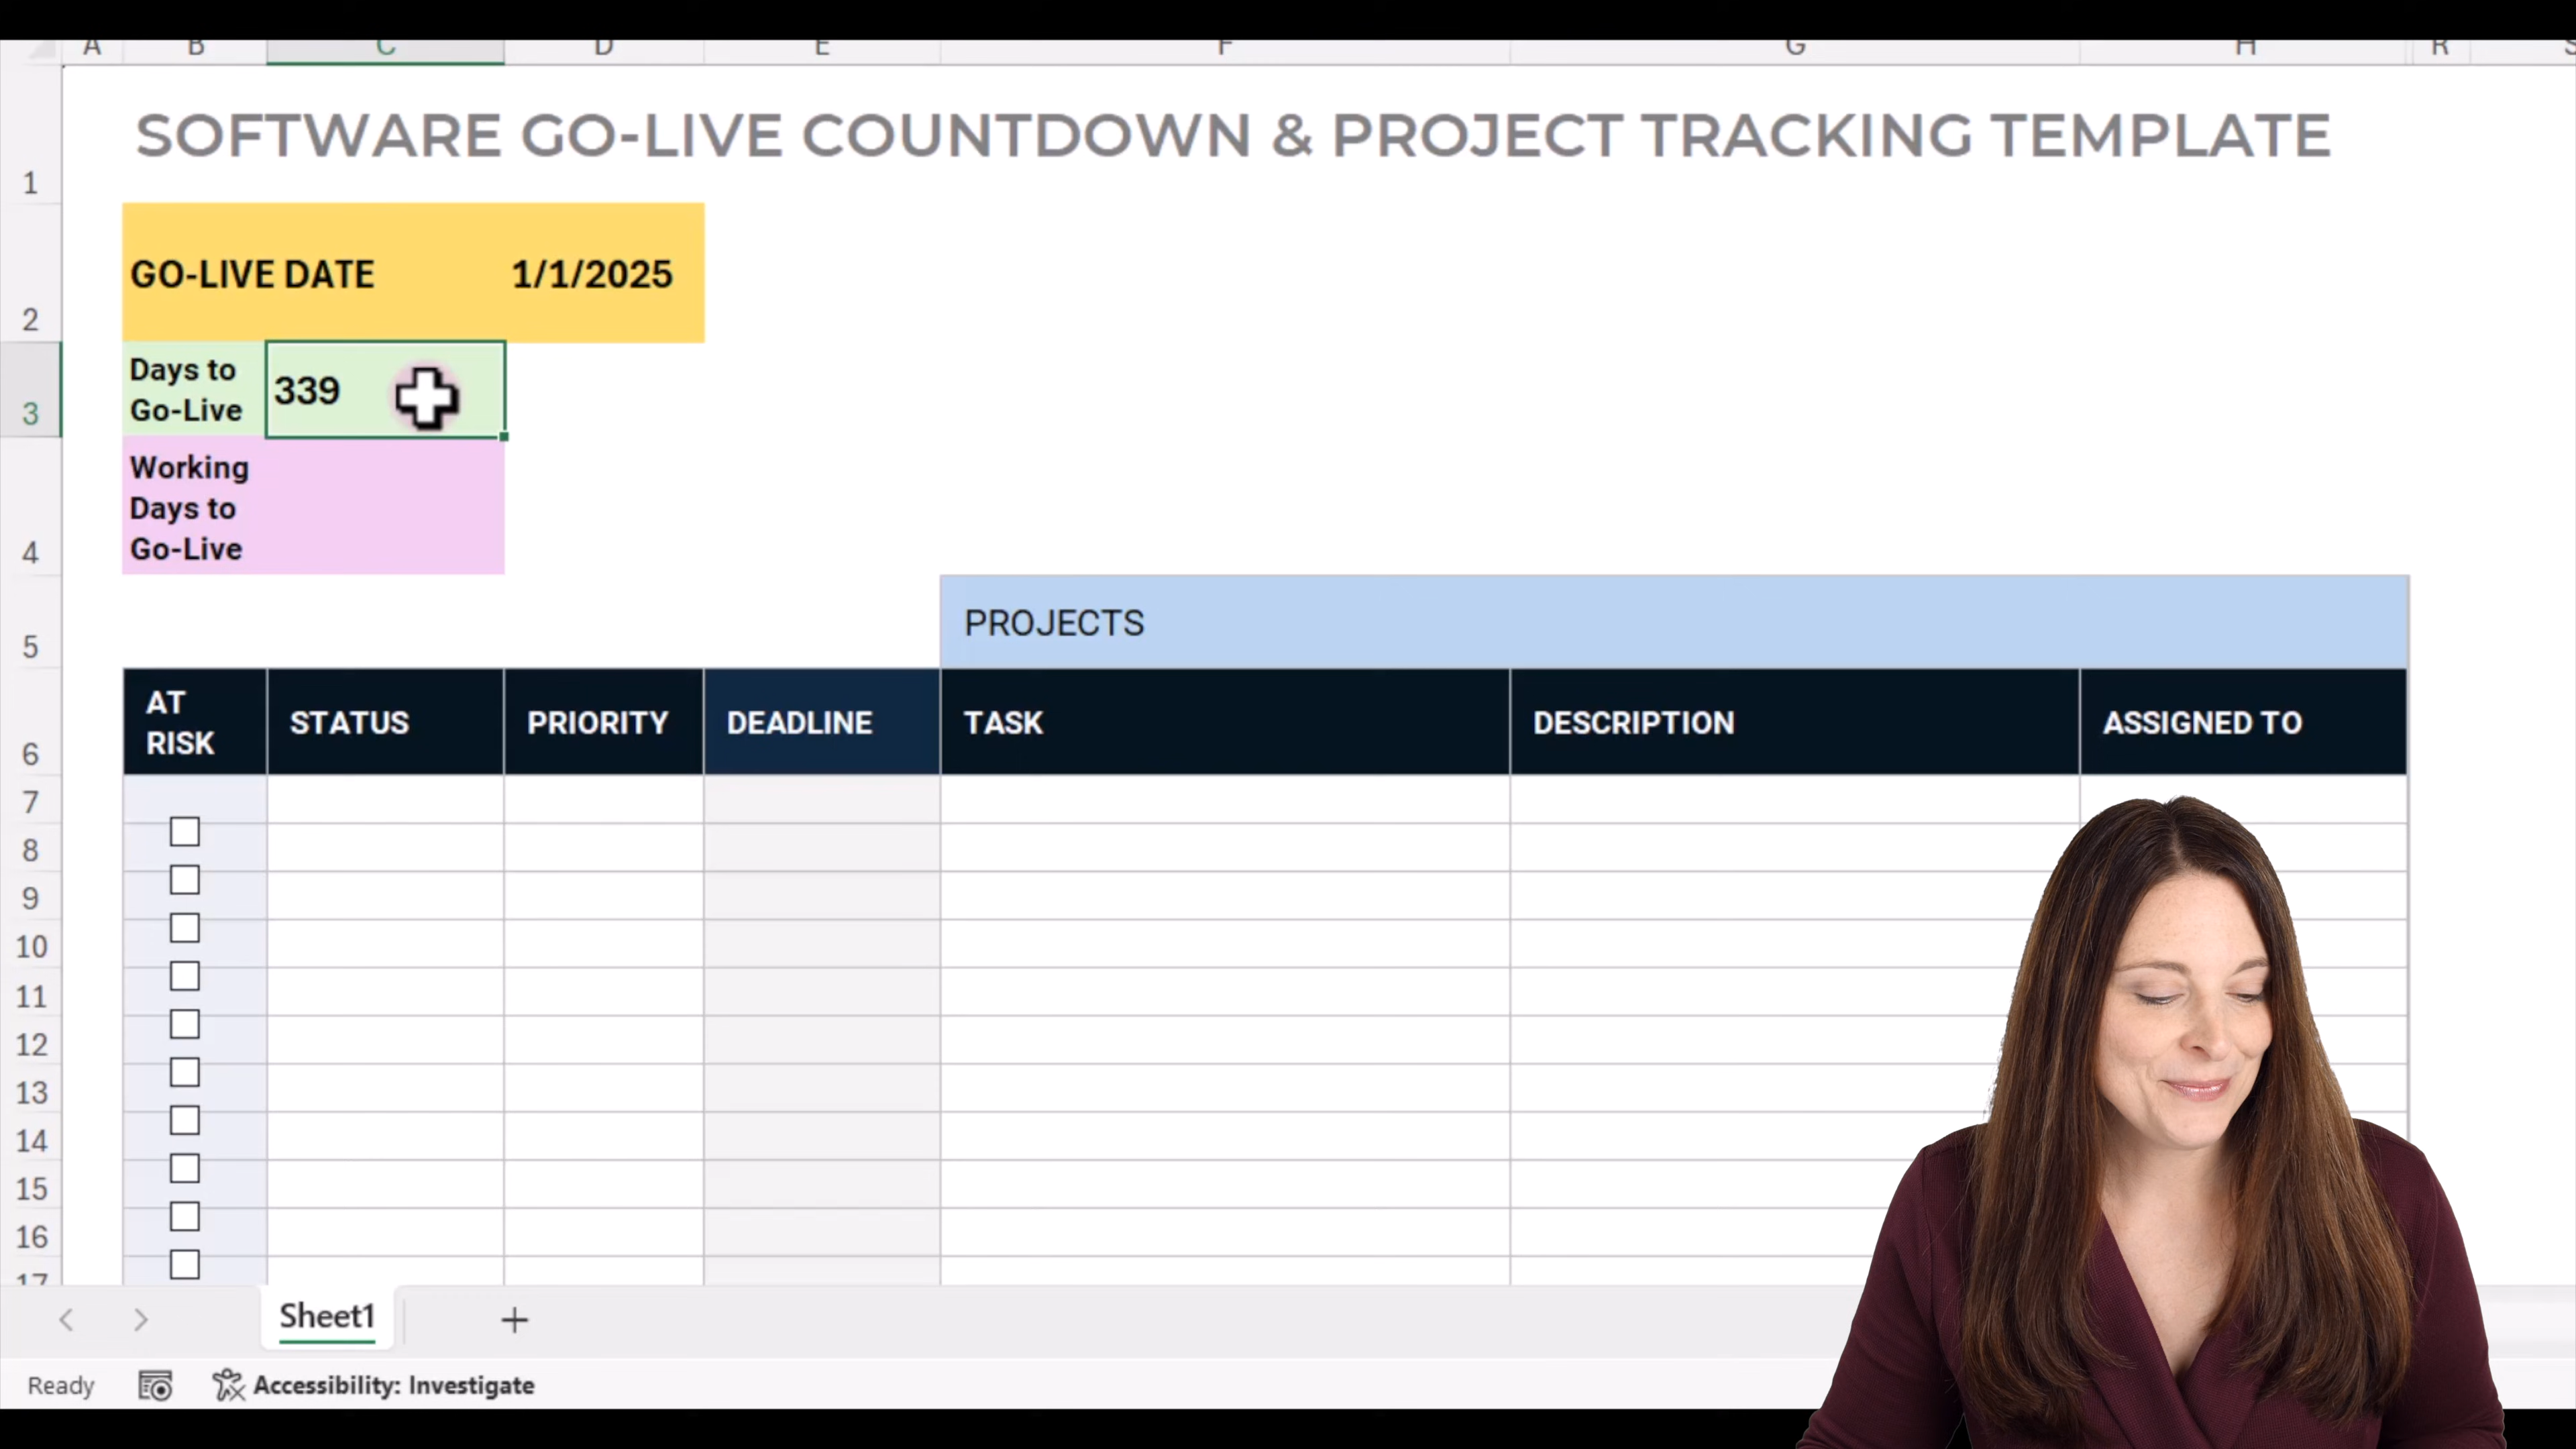 A B C D E F G H R S
SOFTWARE GO-LIVE COUNTDOWN & PROJECT TRACKING TEMPLATE
1
GO-LIVE DATE 1/1/2025
2
Days to
Go-Live
339
3
Working
Days to
Go-Live
4
PROJECTS
5
AT
RISK
STATUS PRIORITY DEADLINE TASK DESCRIPTION ASSIGNED TO
6
7
8
9
10
11
12
13
14
15
16
17
Sheet1
Ready Accessibility: Investigate